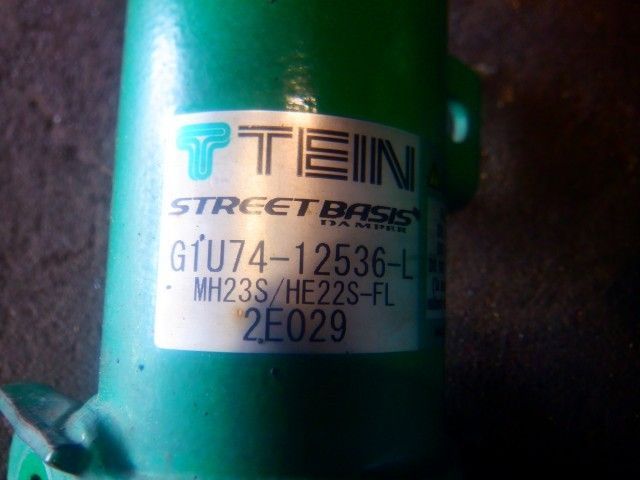 TEIN
STREET BASIS
DAMPER
G1U74-12536-L
MH23S/HE22S-FL
2E029